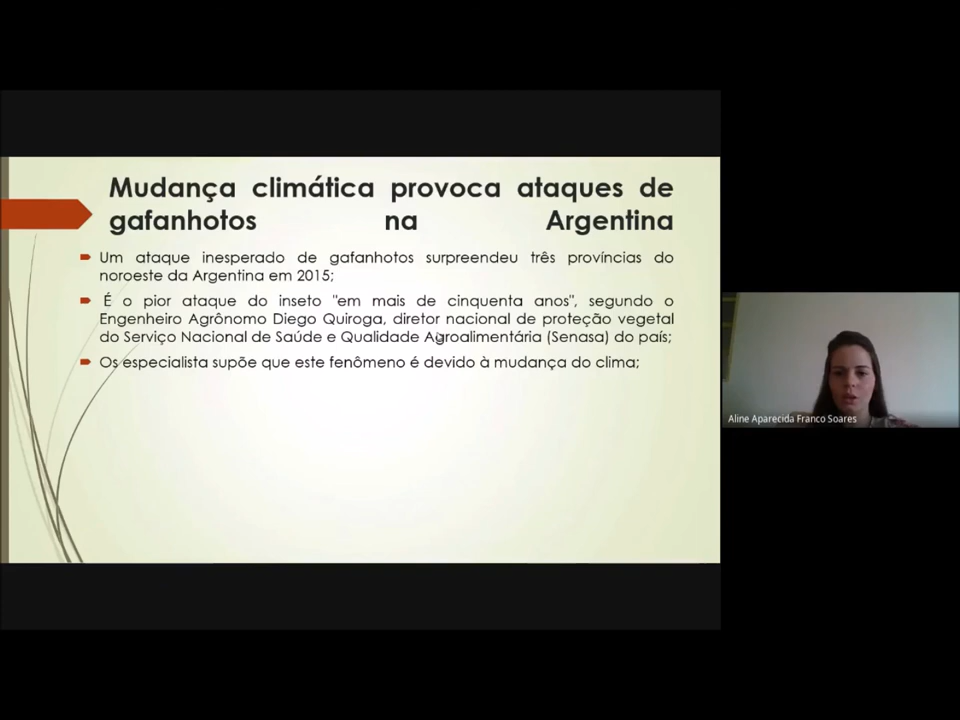 Mudança climática provoca ataques de
gafanhotos na Argentina
Um ataque inesperado de gafanhotos surpreendeu três províncias do
noroeste da Argentina em 2015;
É o pior ataque do inseto "em mais de cinquenta anos", segundo o
Engenheiro Agrônomo Diego Quiroga, diretor nacional de proteção vegetal
do Serviço Nacional de Saúde e Qualidade Agroalimentária (Senasa) do país;
Os especialista supõe que este fenômeno é devido à mudança do clima;
Aline Aparecida Franco Soares